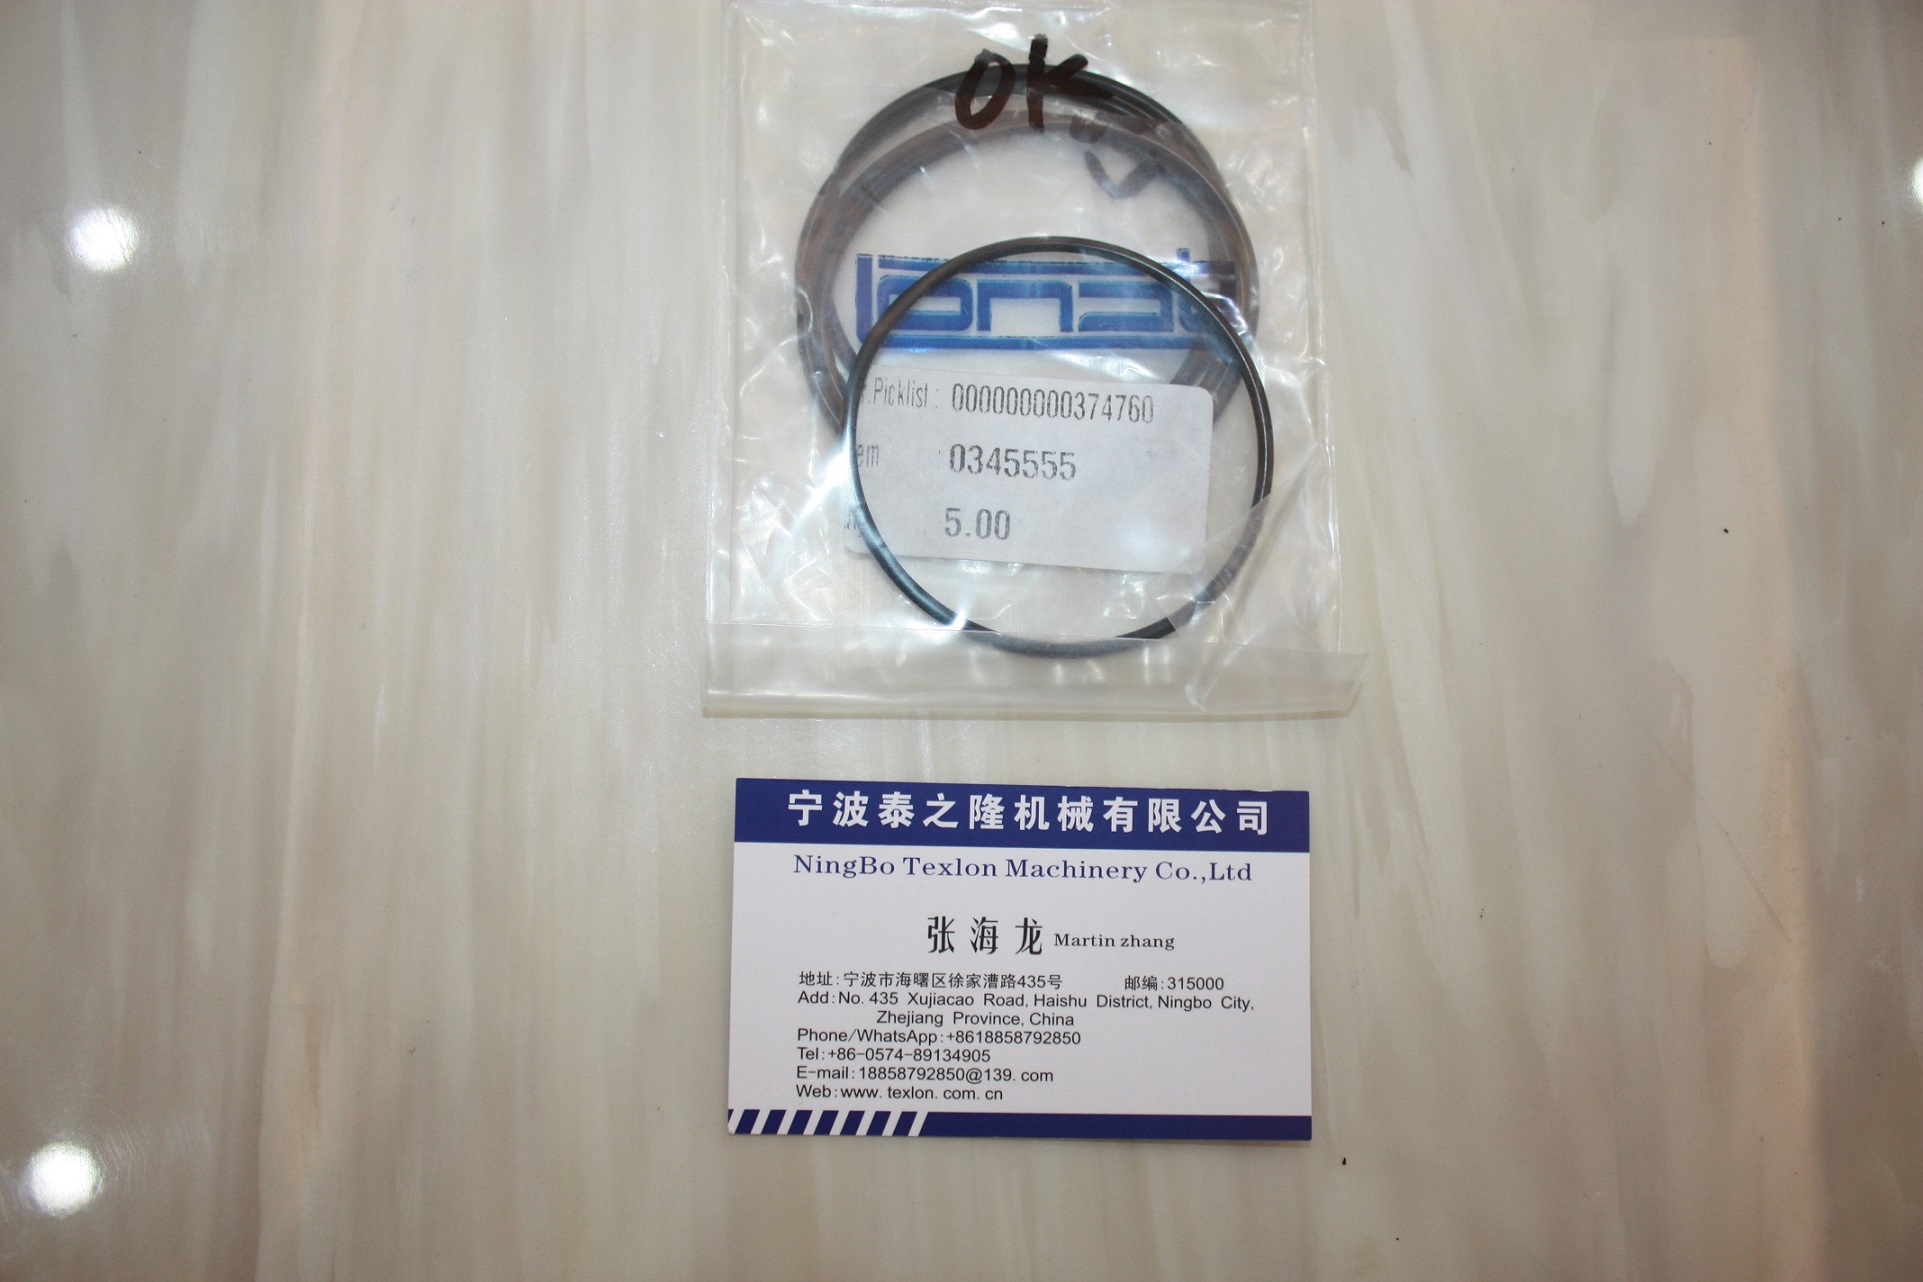 OK
Lonati
.Picklist : 000000000374760
em : 0345555
5.00
宁波泰之隆机械有限公司
NingBo Texlon Machinery Co.,Ltd
张海龙 Martin zhang
地址:宁波市海曙区徐家漕路435号 邮编:315000
Add:No. 435 Xujiacao Road, Haishu District, Ningbo City,
Zhejiang Province, China
Phone/WhatsApp:+8618858792850
Tel:+86-0574-89134905
E-mail:18858792850@139. com
Web:www. texlon. com. cn